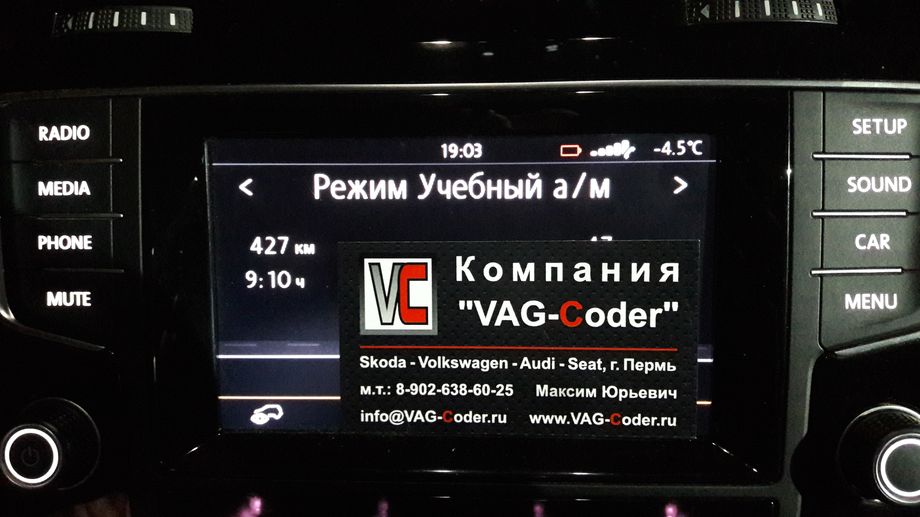 RADIO
MEDIA
PHONE
MUTE
19:03 -4.5°C
< Режим Учебный а/м >
427 км
9:10 ч
VC
Компания
"VAG-Coder"
Skoda - Volkswagen - Audi - Seat, г. Пермь
м.т.: 8-902-638-60-25 Максим Юрьевич
info@VAG-Coder.ru www.VAG-Coder.ru
SETUP
SOUND
CAR
MENU